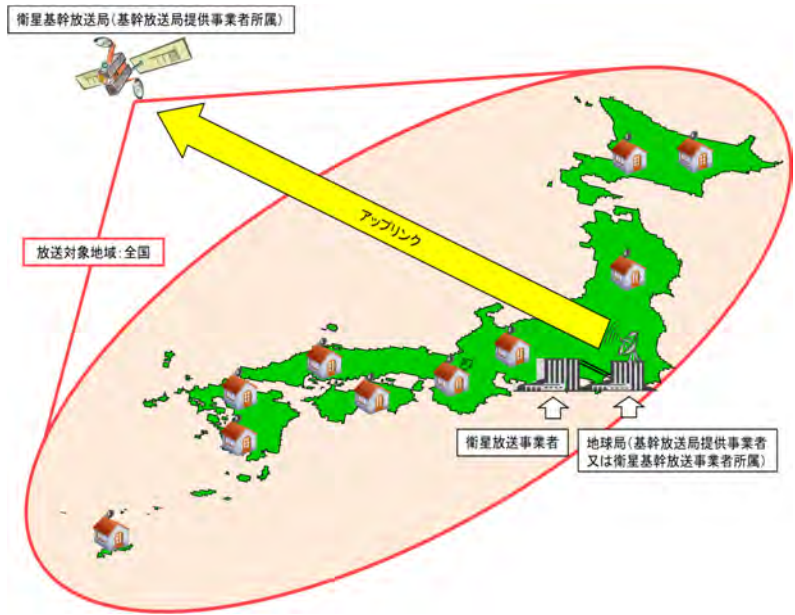 衛星基幹放送局(基幹放送局提供事業者所属)
アップリンク
放送対象地域:全国
衛星放送事業者
地球局(基幹放送局提供事業者
又は衛星基幹放送事業者所属)